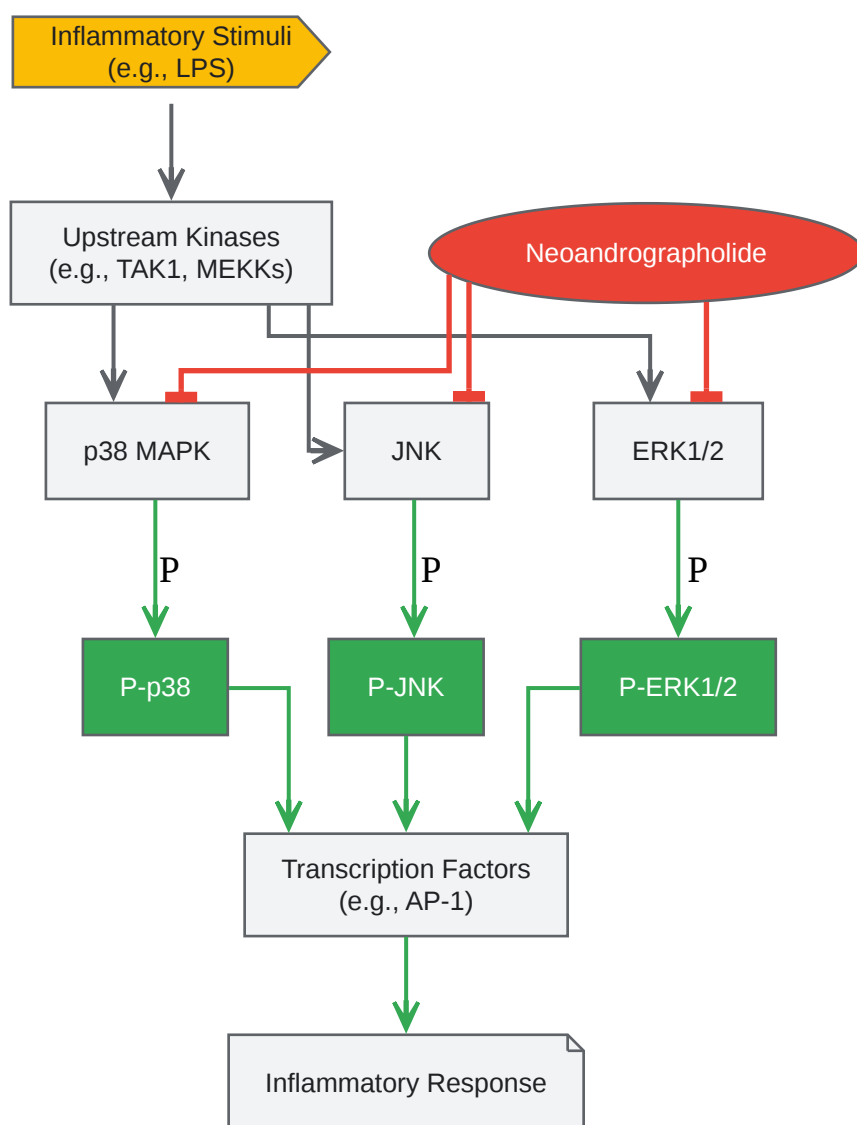 Inflammatory Stimuli
(e.g., LPS)
Upstream Kinases
(e.g., TAK1, MEKKs)
Neoandrographolide
p38 MAPK
JNK
ERK1/2
P
P
P
P-p38
P-JNK
P-ERK1/2
Transcription Factors
(e.g., AP-1)
Inflammatory Response